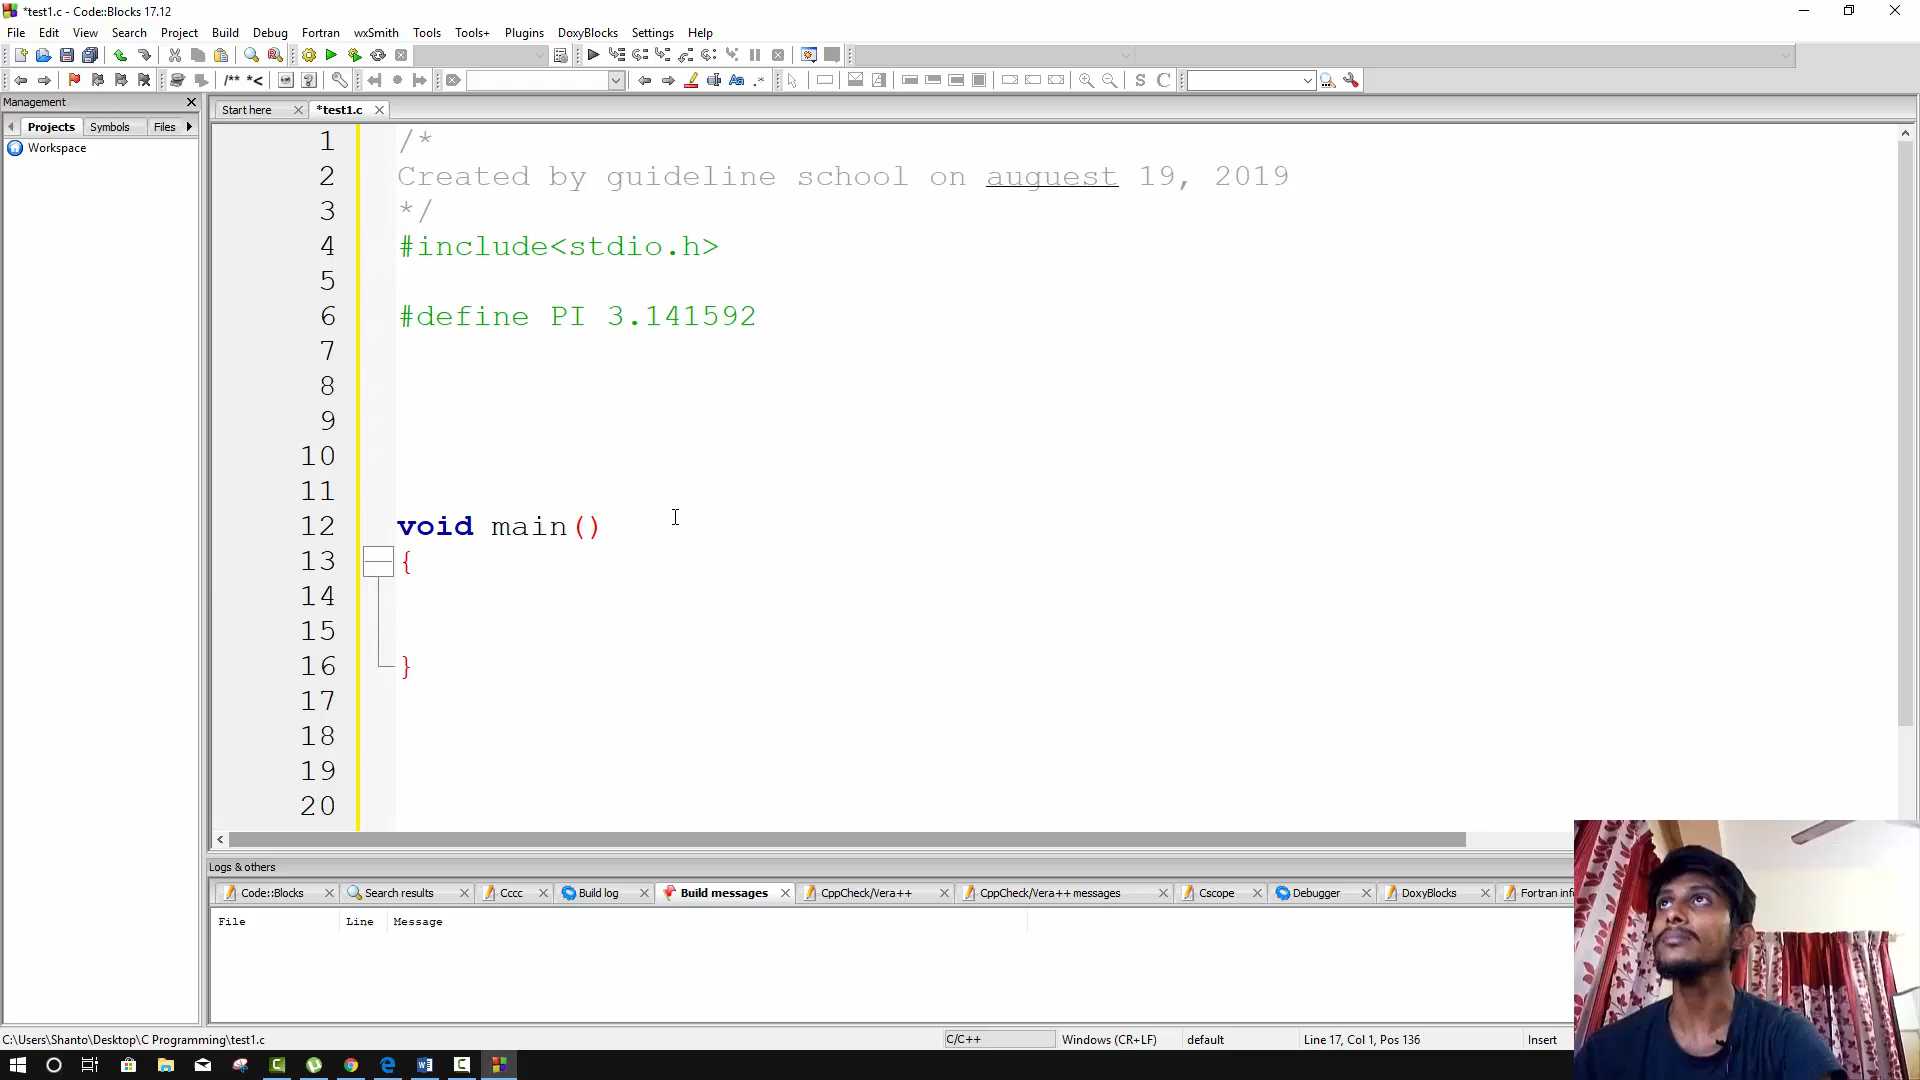 *test1.c - Code::Blocks 17.12
File Edit View Search Project Build Debug Fortran wxSmith Tools Tools+ Plugins Settings Help
/** *<
Aa .* S C
Management
Start here *test1.c
Projects Symbols Files
Workspace
1 /*
2 Created by guideline school on auguest 19, 2019
3 */
4 #include<stdio.h>
5
6 #define PI 3.141592
7
8
9
10
11
12 void main()
13 {
14
15
16 }
17
18
19
20
Logs & others
Code::Blocks Search results Cccc Build log Build messages CppCheck/Vera++ CppCheck/Vera++ messages Cscope Debugger DoxyBlocks Fortran inf
File Line Message
C:\Users\Shanto\Desktop\C Programming\test1.c C/C++ Windows (CR+LF) default Line 17, Col 1, Pos 136 Insert